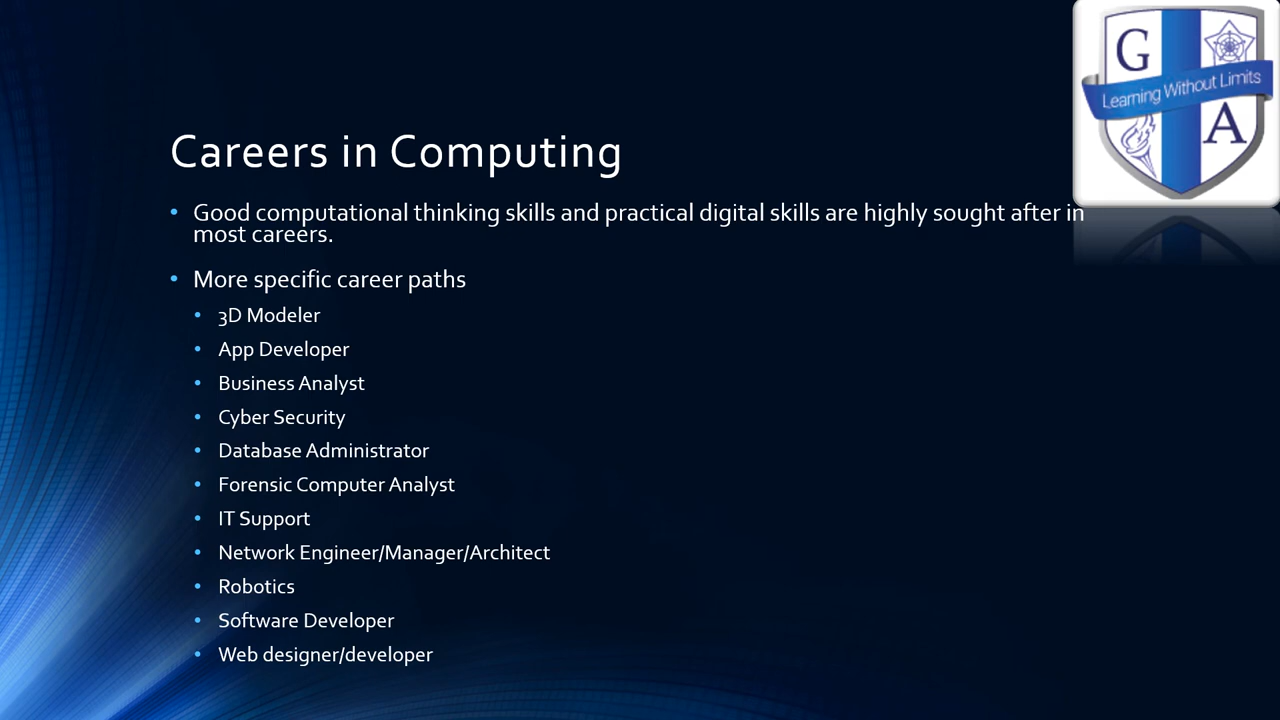 G
Learning Without Limits
A
Careers in Computing
• Good computational thinking skills and practical digital skills are highly sought after in
most careers.
• More specific career paths
• 3D Modeler
• App Developer
• Business Analyst
• Cyber Security
• Database Administrator
• Forensic Computer Analyst
• IT Support
• Network Engineer/Manager/Architect
• Robotics
• Software Developer
• Web designer/developer